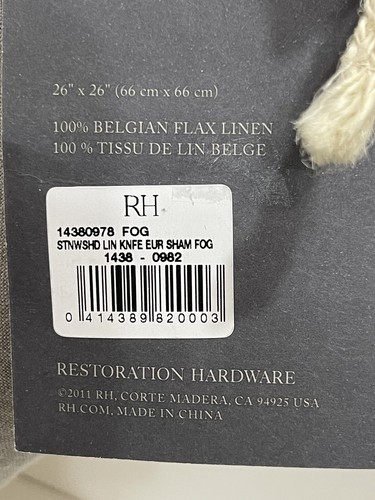 26" x 26" (66 cm x 66 cm)
100% BELGIAN FLAX LINEN
100 % TISSU DE LIN BELGE
RH
14380978 FOG
STNWSHD LIN KNFE EUR SHAM FOG
1438 - 0982
0 414389 820003
RESTORATION HARDWARE
©2011 RH, CORTE MADERA, CA 94925 USA
RH.COM, MADE IN CHINA